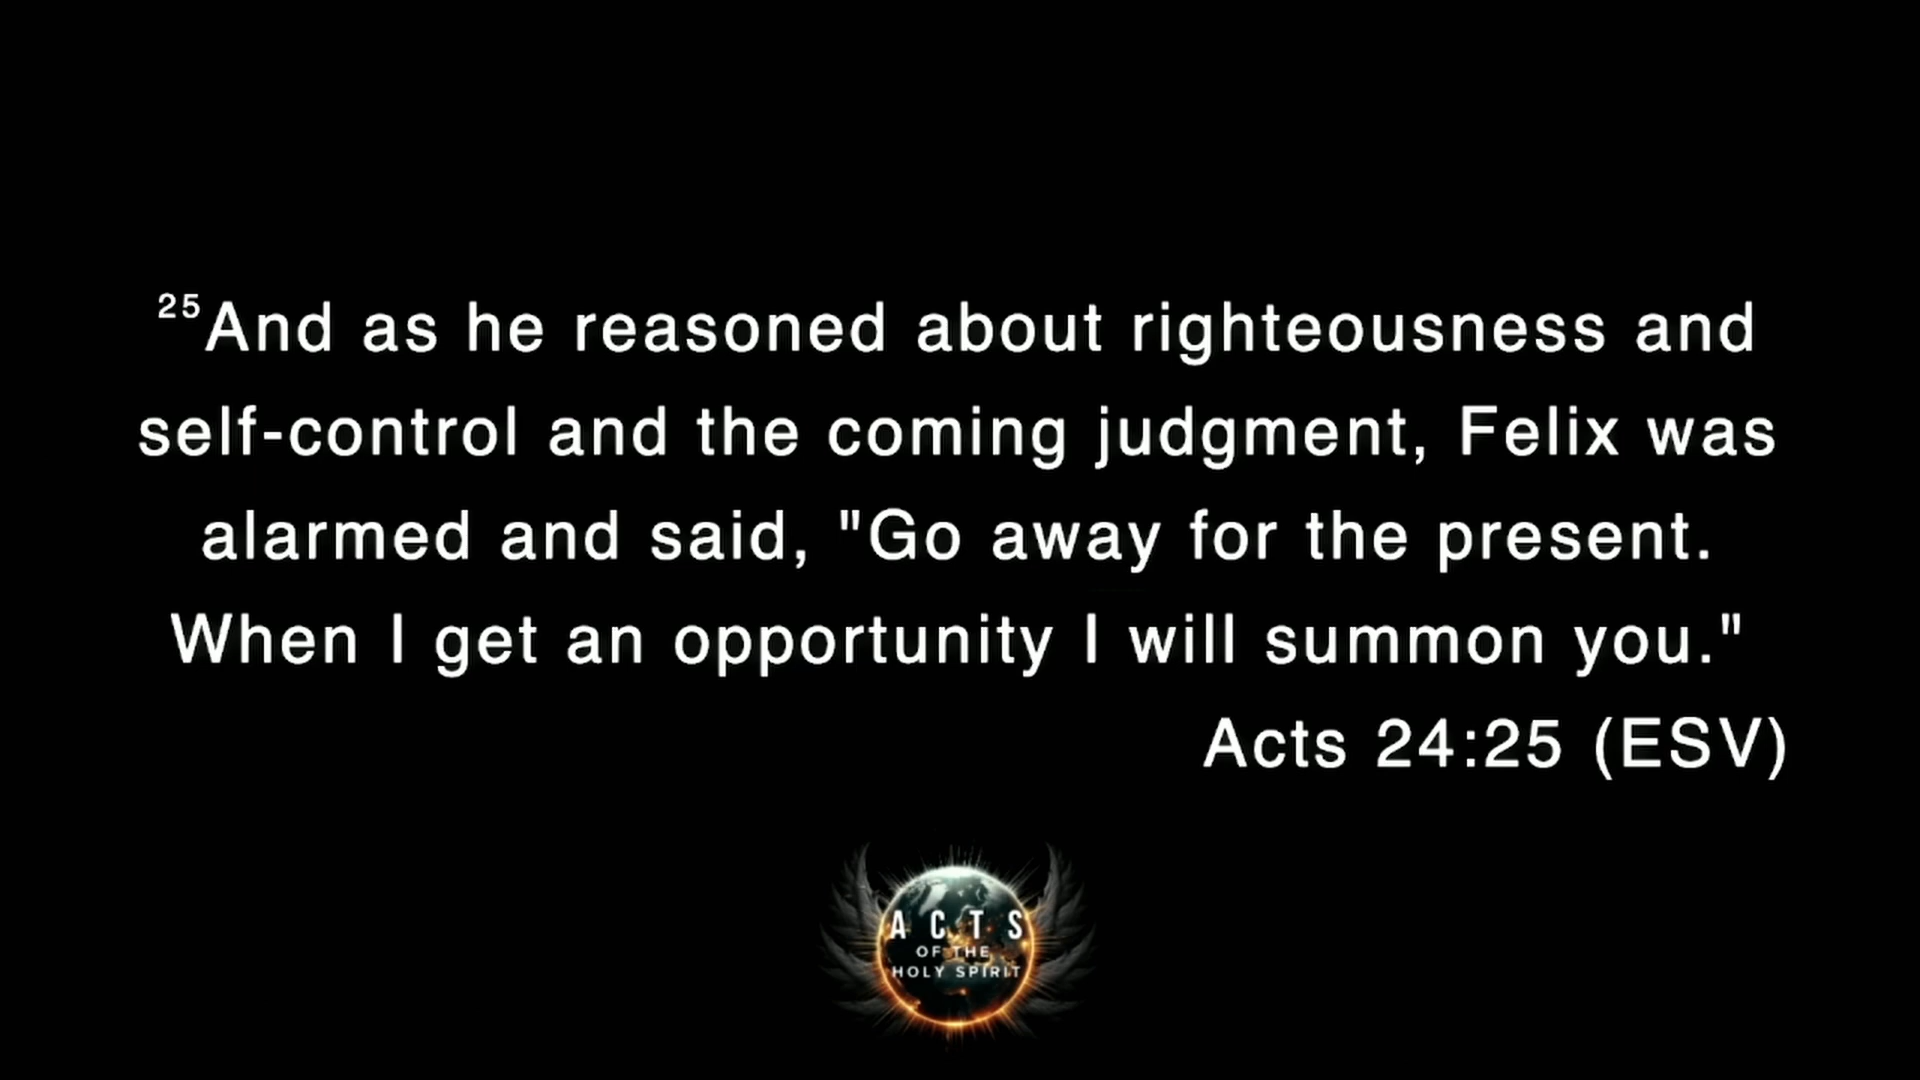 25And as he reasoned about righteousness and
self-control and the coming judgment, Felix was
alarmed and said, "Go away for the present.
When I get an opportunity I will summon you."
Acts 24:25 (ESV)
ACTS
OF THE
HOLY SPIRIT